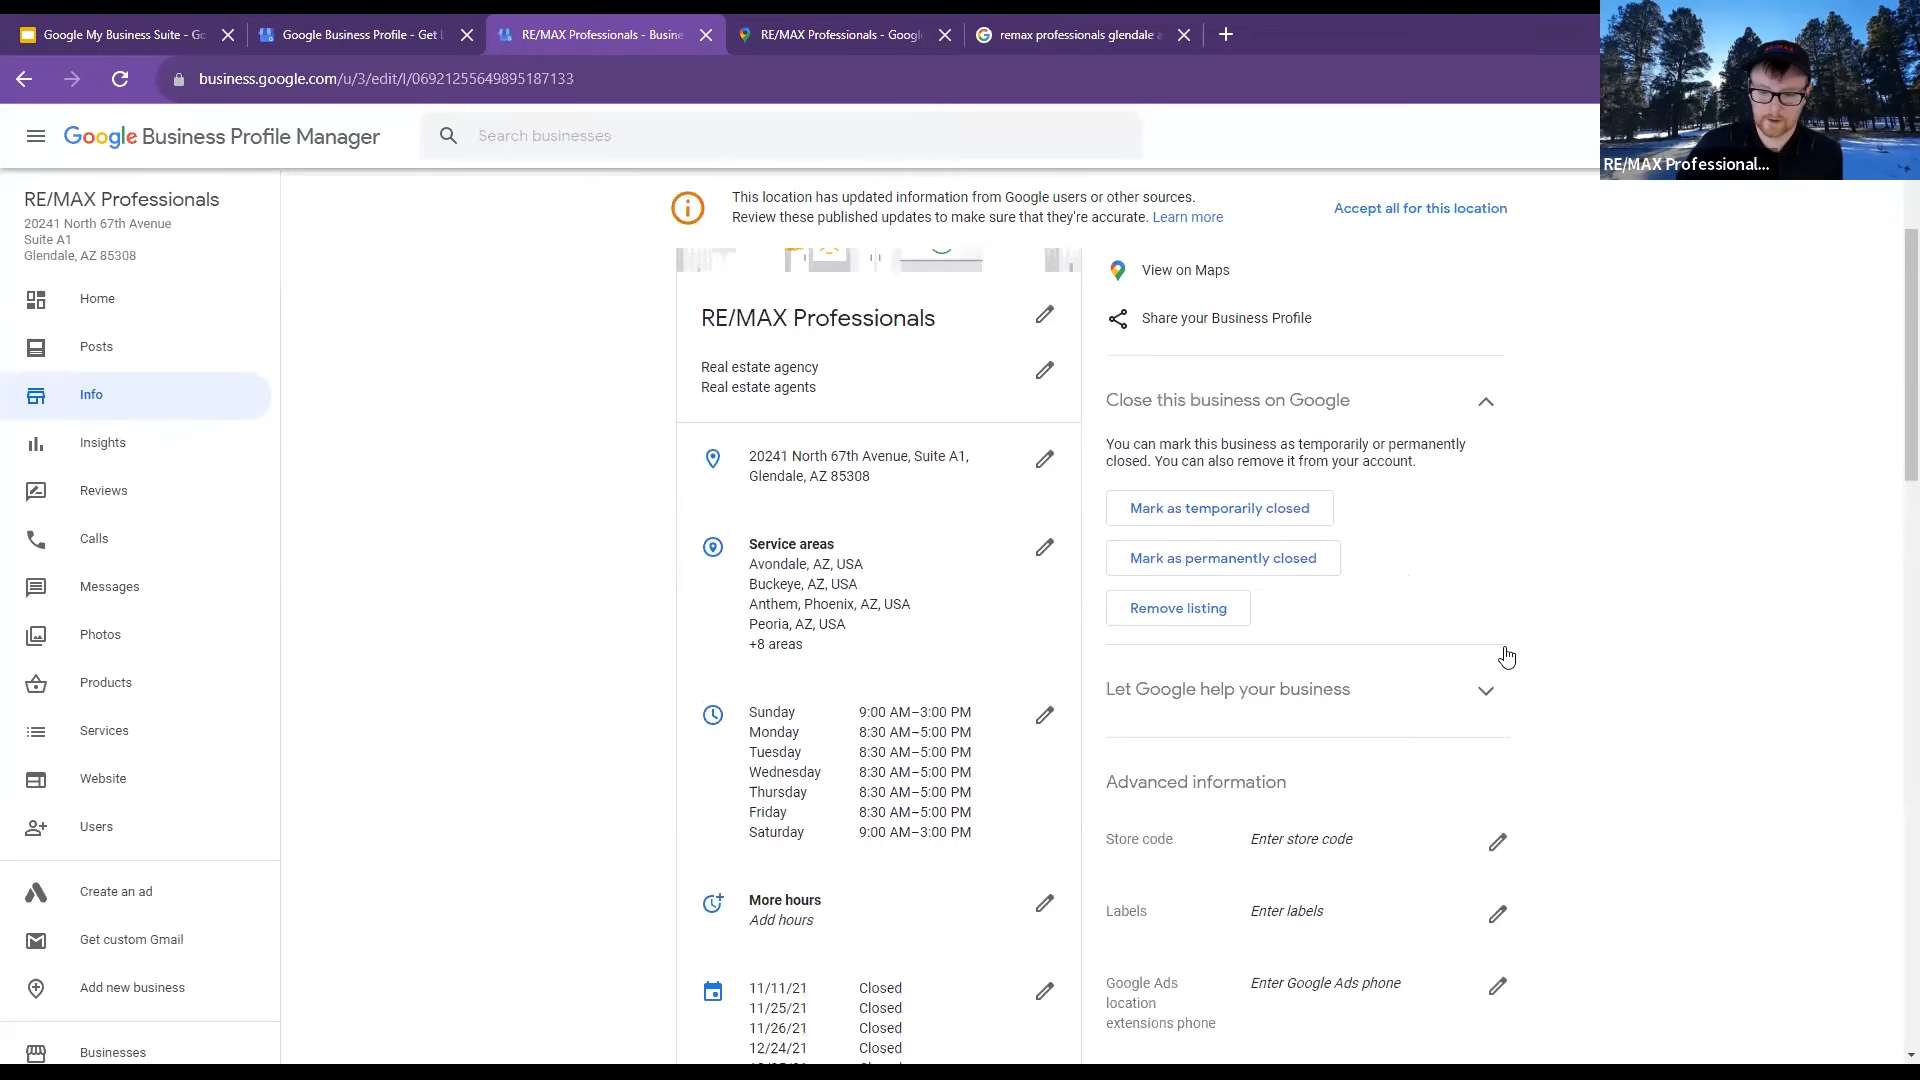 Google My Business Suite - Go
Google Business Profile - Get
RE/MAX Professionals - Busine
RE/MAX Professionals - Googl
remax professionals glendale
business.google.com/u/3/edit/l/06921255649895187133
Google Business Profile Manager
Search businesses
RE/MAX Professional...
RE/MAX Professionals
20241 North 67th Avenue
Suite A1
Glendale, AZ 85308
Home
Posts
Info
Insights
Reviews
Calls
Messages
Photos
Products
Services
Website
Users
Create an ad
Get custom Gmail
Add new business
Businesses
This location has updated information from Google users or other sources.
Review these published updates to make sure that they're accurate. Learn more
Accept all for this location
RE/MAX Professionals
Real estate agency
Real estate agents
20241 North 67th Avenue, Suite A1,
Glendale, AZ 85308
Service areas
Avondale, AZ, USA
Buckeye, AZ, USA
Anthem, Phoenix, AZ, USA
Peoria, AZ, USA
+8 areas
Sunday 9:00 AM–3:00 PM
Monday 8:30 AM–5:00 PM
Tuesday 8:30 AM–5:00 PM
Wednesday 8:30 AM–5:00 PM
Thursday 8:30 AM–5:00 PM
Friday 8:30 AM–5:00 PM
Saturday 9:00 AM–3:00 PM
More hours
Add hours
11/11/21 Closed
11/25/21 Closed
11/26/21 Closed
12/24/21 Closed
View on Maps
Share your Business Profile
Close this business on Google
You can mark this business as temporarily or permanently
closed. You can also remove it from your account.
Mark as temporarily closed
Mark as permanently closed
Remove listing
Let Google help your business
Advanced information
Store code Enter store code
Labels Enter labels
Google Ads Enter Google Ads phone
location
extensions phone